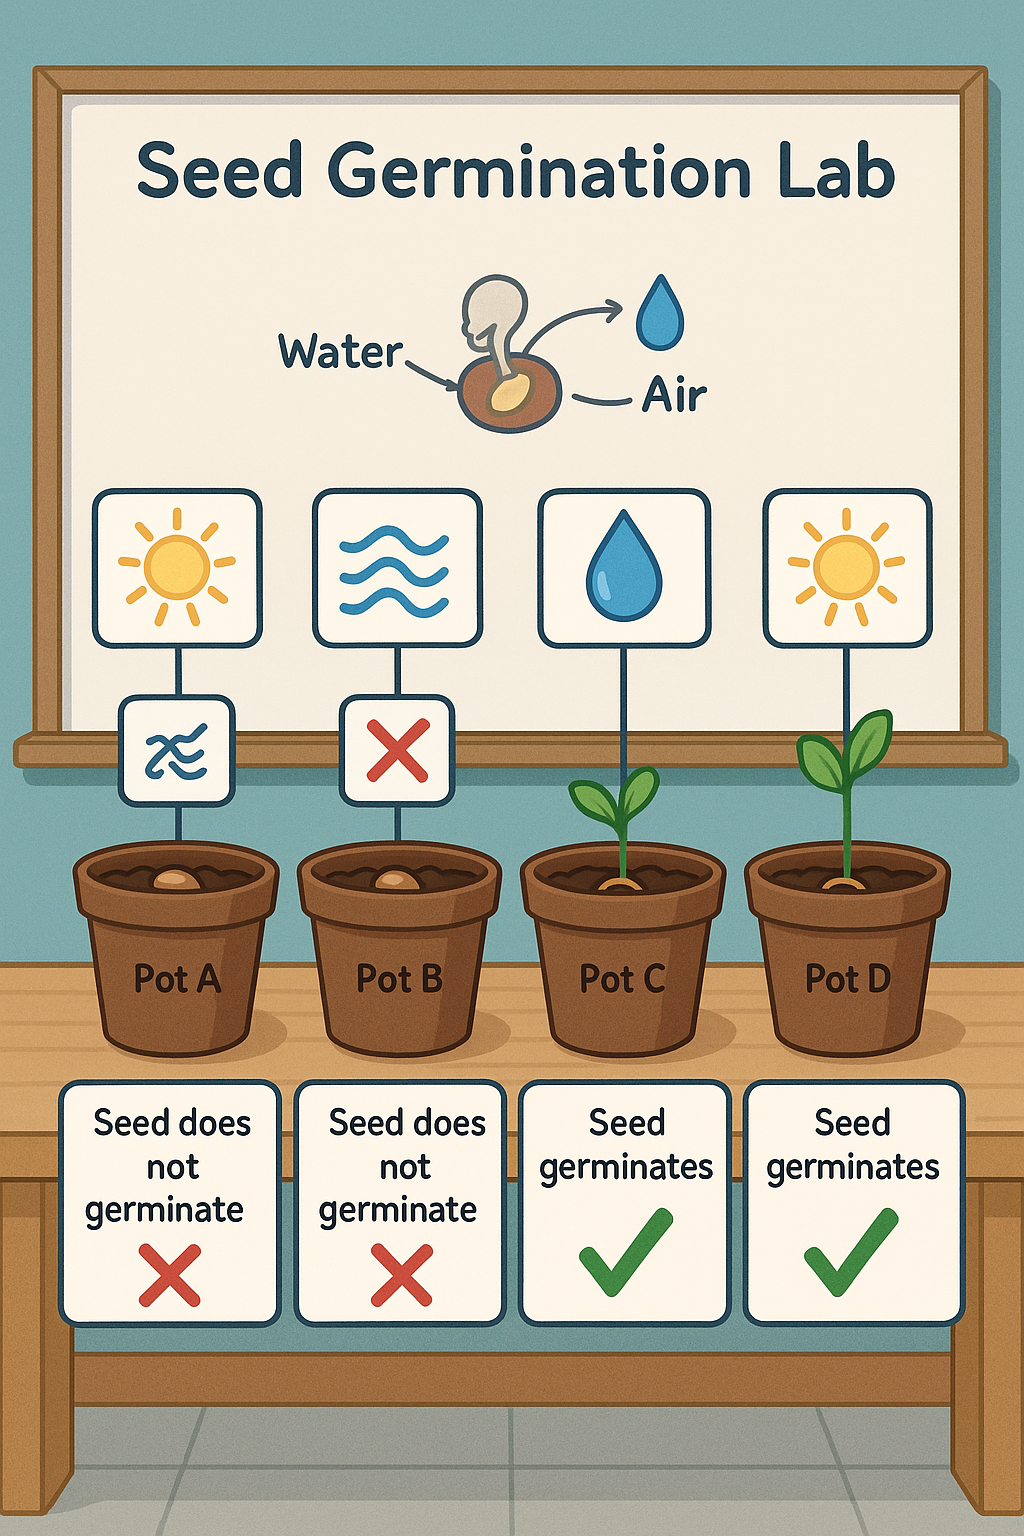 Seed Germination Lab
Water
Air
Pot A
Pot B
Pot C
Pot D
Seed does
not
germinate
Seed does
not
germinate
Seed
germinates
Seed
germinates